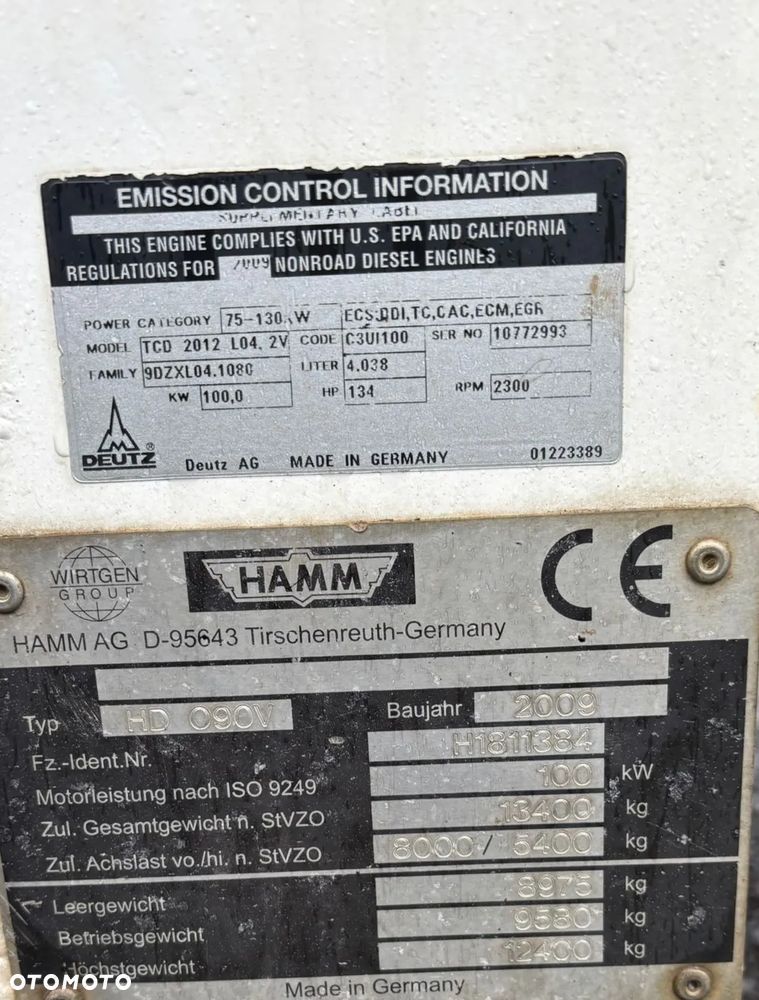 EMISSION CONTROL INFORMATION
SUPPLEMENTARY LABEL
THIS ENGINE COMPLIES WITH U.S. EPA AND CALIFORNIA
REGULATIONS FOR 2009 NONROAD DIESEL ENGINES
POWER CATEGORY 75-130 KW ECS:DDI,TC,CAC,ECM,EGR
MODEL TCD 2012 L04. 2V CODE C3UI100 SER NO 10772993
FAMILY 9DZXL04.1080 LITER 4.038
KW 100,0 HP 134 RPM 2300
DEUTZ ® Deutz AG MADE IN GERMANY 01223389
WIRTGEN GROUP HAMM CE
HAMM AG D-95643 Tirschenreuth-Germany
Typ HD 090V Baujahr 2009
Fz.-Ident.Nr. H1811384
Motorleistung nach ISO 9249 100 kW
Zul. Gesamtgewicht n. StVZO 13400 kg
Zul. Achslast vo./hi. n. StVZO 8000 / 5400 kg
Leergewicht 8975 kg
Betriebsgewicht 9580 kg
Höchstgewicht 12400 kg
Made in Germany
OTOMOTO